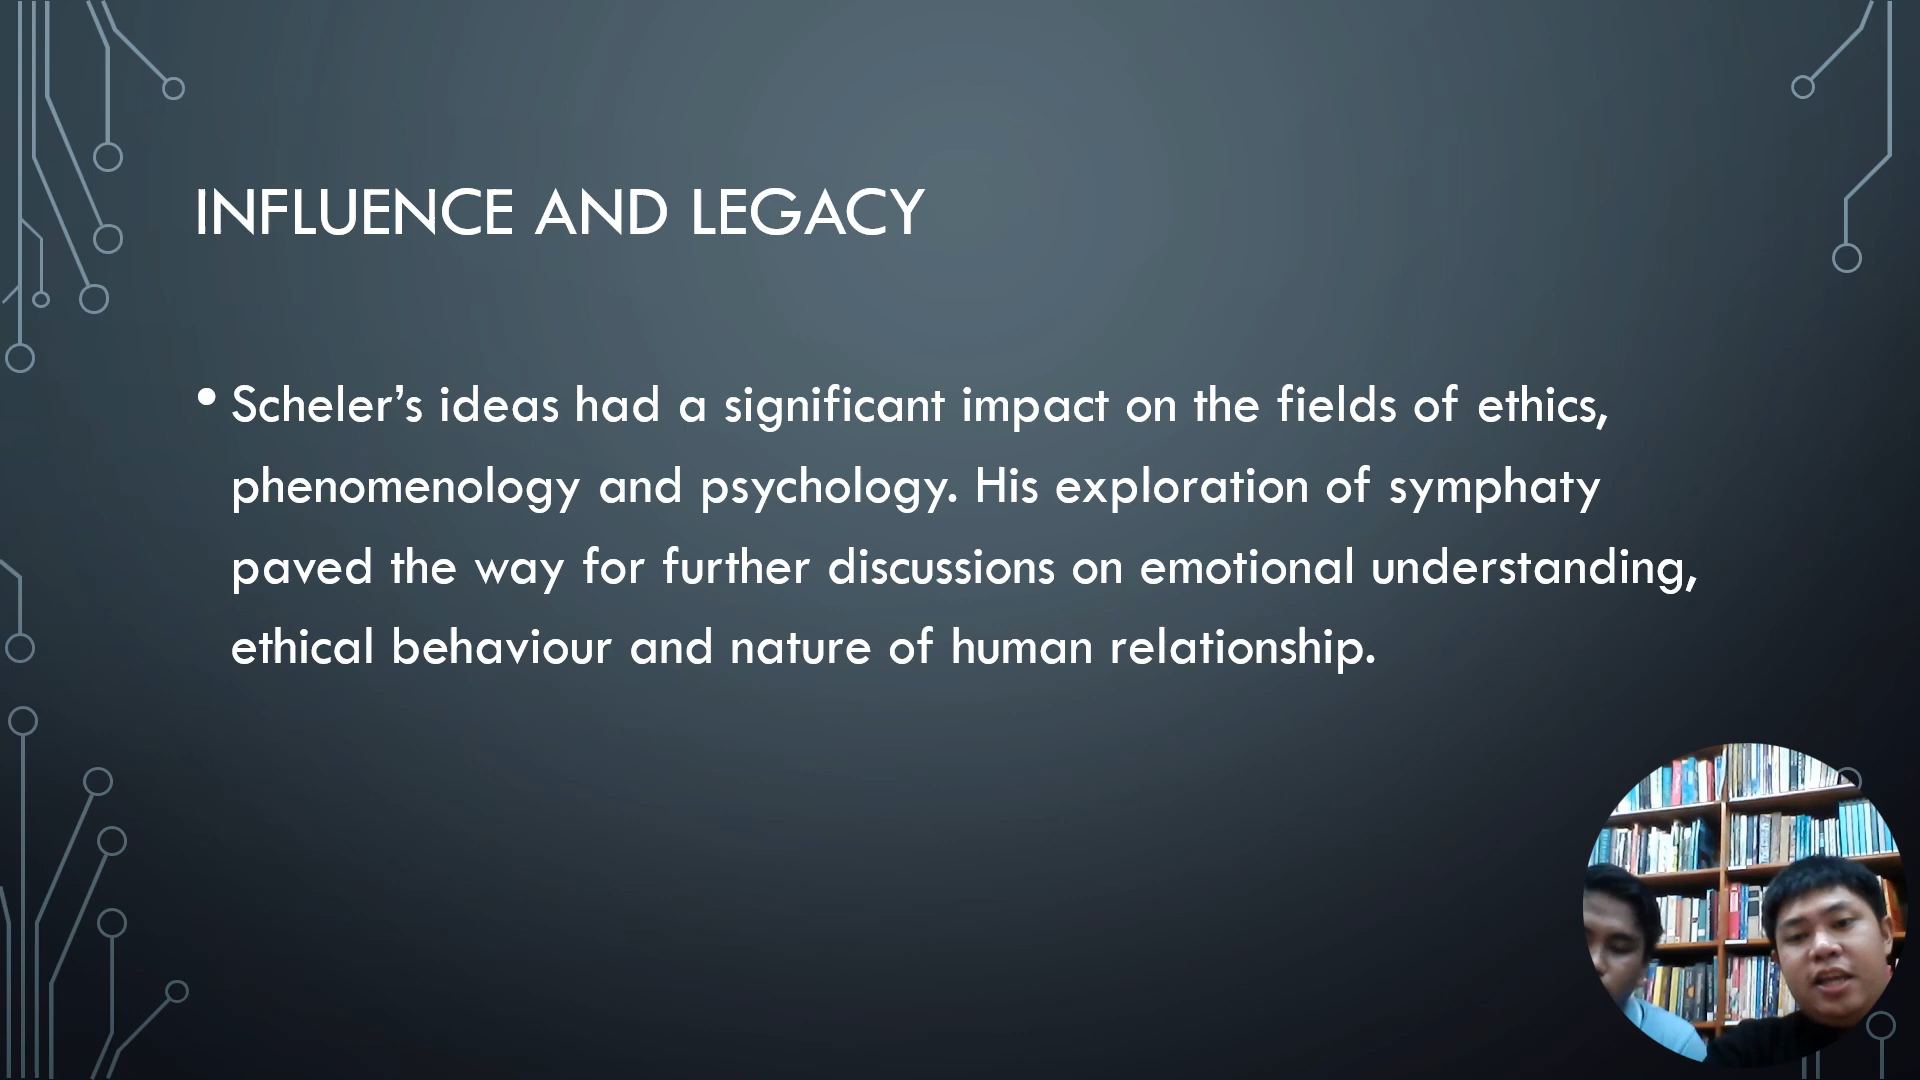 INFLUENCE AND LEGACY
• Scheler’s ideas had a significant impact on the fields of ethics,
phenomenology and psychology. His exploration of symphaty
paved the way for further discussions on emotional understanding,
ethical behaviour and nature of human relationship.